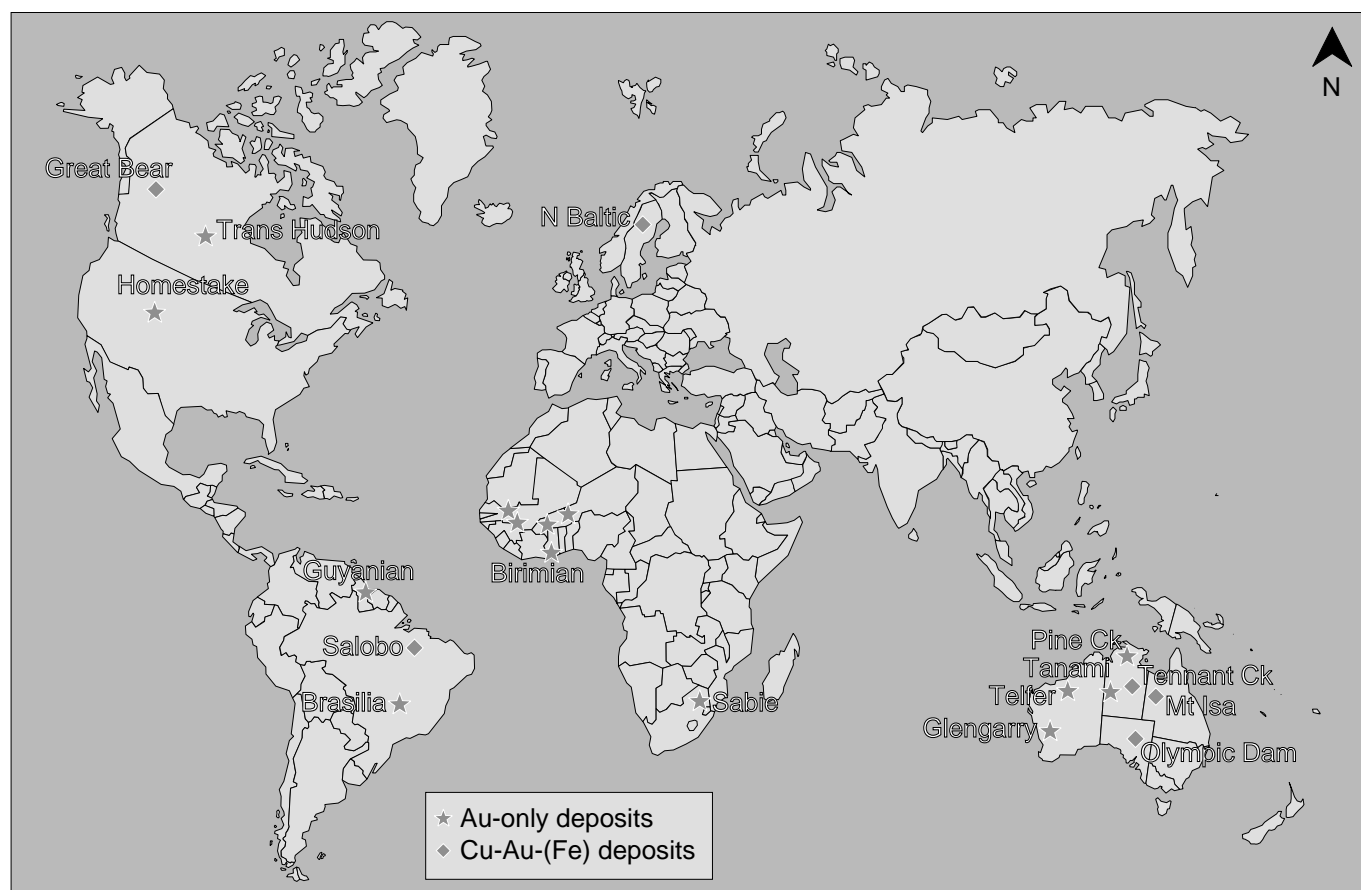 N
Great Bear
N Baltic
Trans Hudson
Homestake
Guyanian
Birimian
Salobo
Pine Ck
Tanami
Tennant Ck
Telfer
Mt Isa
Brasilia
Sabie
Glengarry
Olympic Dam
Au-only deposits
Cu-Au-(Fe) deposits